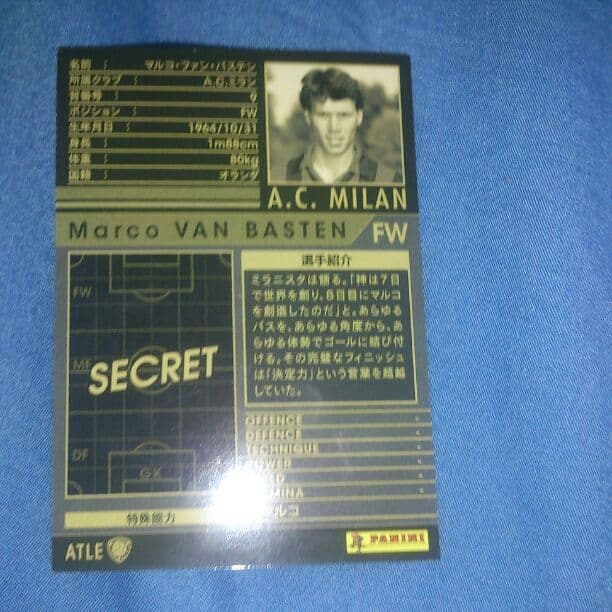 名前 : マルコ・ファン・バステン
所属クラブ : A.C.ミラン
背番号 : 9
ポジション : FW
生年月日 : 1964/10/31
身長 : 1m88cm
体重 : 80kg
国籍 : オランダ
A.C. MILAN
Marco VAN BASTEN FW
選手紹介
ミラニスタは語る。「神は7日
で世界を創り、8日目にマルコ
を創造したのだ」と。あらゆる
パスを、あらゆる角度から、あ
らゆる体勢でゴールに結び付
ける。その完璧なフィニッシュ
は「決定力」という言葉を超越
していた。
FW
MF
DF
G.K
SECRET
OFFENCE
DEFENCE
TECHNIQUE
POWER
MINA
ルコ
特殊能力
ATLE
PANINI